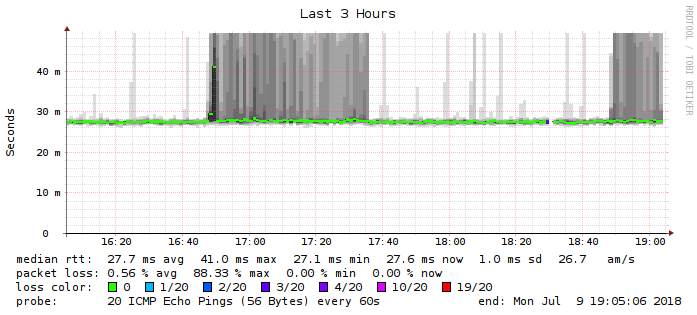 Last 3 Hours
RRDTOOL / TOBI OETIKER
Seconds
40 m
30 m
20 m
10 m
0
16:20 16:40 17:00 17:20 17:40 18:00 18:20 18:40 19:00
median rtt: 27.7 ms avg 41.0 ms max 27.1 ms min 27.6 ms now 1.0 ms sd 26.7 am/s
packet loss: 0.56 % avg 88.33 % max 0.00 % min 0.00 % now
loss color: 0 1/20 2/20 3/20 4/20 10/20 19/20
probe: 20 ICMP Echo Pings (56 Bytes) every 60s end: Mon Jul 9 19:05:06 2018